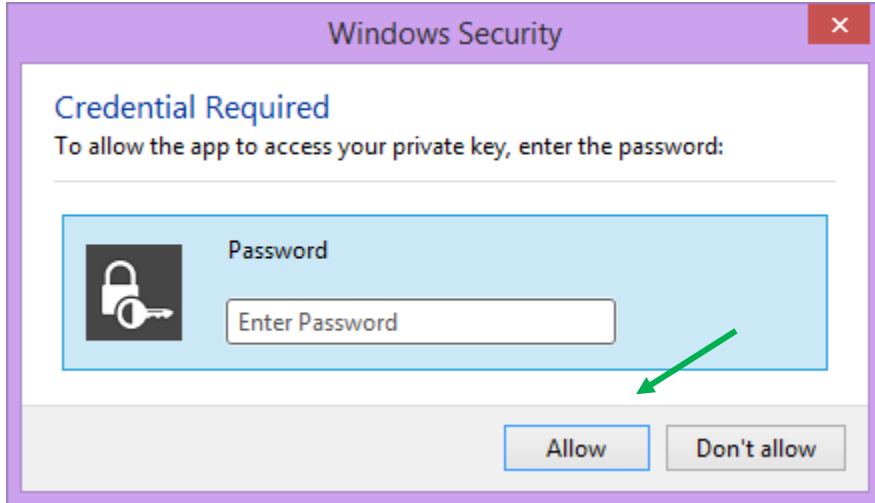 Windows Security
Credential Required
To allow the app to access your private key, enter the password:
Password
Enter Password
Allow
Don't allow